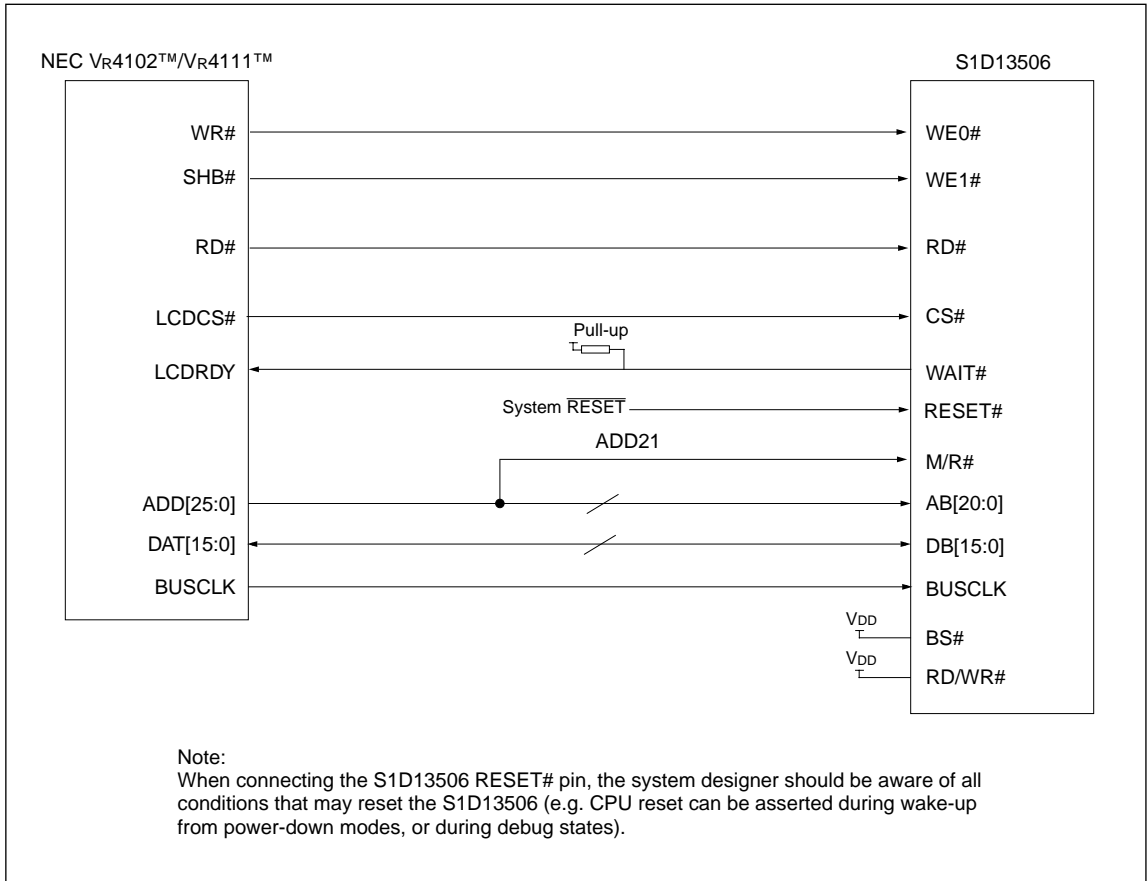 NEC VR4102™/VR4111™
S1D13506
WR#
WE0#
SHB#
WE1#
RD#
RD#
LCDCS#
CS#
Pull-up
LCDRDY
WAIT#
System RESET
RESET#
ADD21
M/R#
ADD[25:0]
AB[20:0]
DAT[15:0]
DB[15:0]
BUSCLK
BUSCLK
VDD
BS#
VDD
RD/WR#
Note:
When connecting the S1D13506 RESET# pin, the system designer should be aware of all
conditions that may reset the S1D13506 (e.g. CPU reset can be asserted during wake-up
from power-down modes, or during debug states).